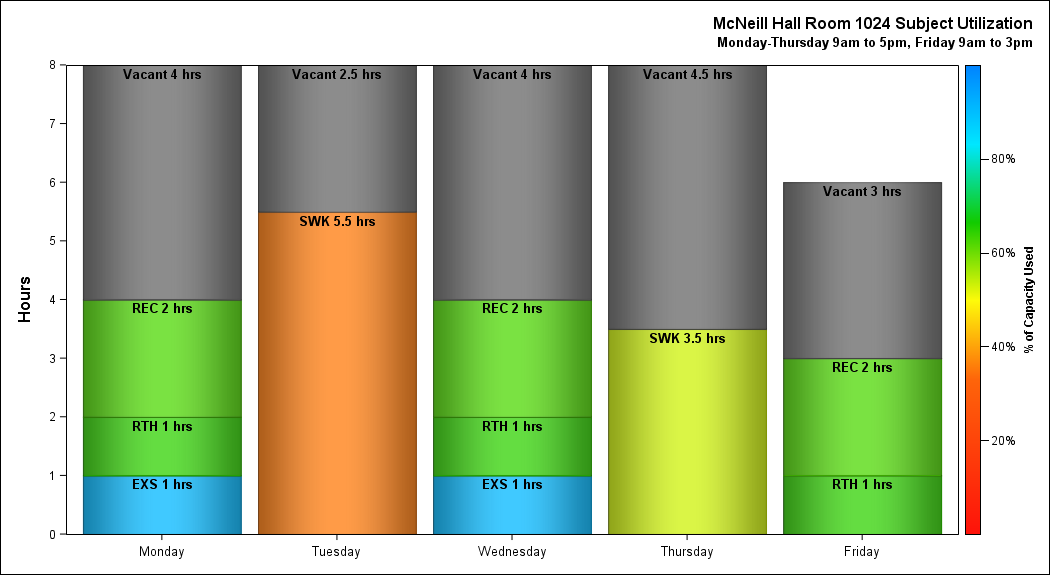 McNeill Hall Room 1024 Subject Utilization
Monday-Thursday 9am to 5pm, Friday 9am to 3pm
Hours
8
7
6
5
4
3
2
1
0
Vacant 4 hrs
REC 2 hrs
RTH 1 hrs
EXS 1 hrs
Monday
Vacant 2.5 hrs
SWK 5.5 hrs
Tuesday
Vacant 4 hrs
REC 2 hrs
RTH 1 hrs
EXS 1 hrs
Wednesday
Vacant 4.5 hrs
SWK 3.5 hrs
Thursday
Vacant 3 hrs
REC 2 hrs
RTH 1 hrs
Friday
80%
60%
40%
20%
% of Capacity Used